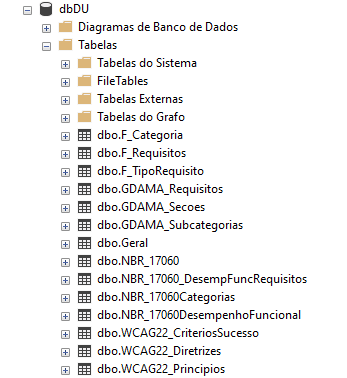 dbDU
Diagramas de Banco de Dados
Tabelas
Tabelas do Sistema
FileTables
Tabelas Externas
Tabelas do Grafo
dbo.F_Categoria
dbo.F_Requisitos
dbo.F_TipoRequisito
dbo.GDAMA_Requisitos
dbo.GDAMA_Secoes
dbo.GDAMA_Subcategorias
dbo.Geral
dbo.NBR_17060
dbo.NBR_17060_DesempFuncRequisitos
dbo.NBR_17060Categorias
dbo.NBR_17060DesempenhoFuncional
dbo.WCAG22_CriteriosSucesso
dbo.WCAG22_Diretrizes
dbo.WCAG22_Principios